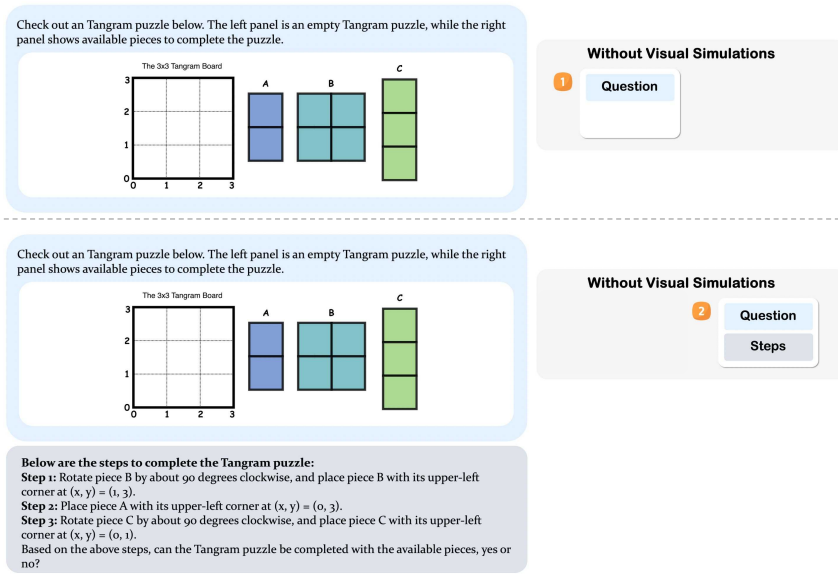 Check out an Tangram puzzle below. The left panel is an empty Tangram puzzle, while the right
panel shows available pieces to complete the puzzle.
The 3x3 Tangram Board
A
B
C
3
2
1
0
0 1 2 3
Without Visual Simulations
1
Question
Check out an Tangram puzzle below. The left panel is an empty Tangram puzzle, while the right
panel shows available pieces to complete the puzzle.
The 3x3 Tangram Board
A
B
C
3
2
1
0
0 1 2 3
Without Visual Simulations
2
Question
Steps
Below are the steps to complete the Tangram puzzle:
Step 1: Rotate piece B by about 90 degrees clockwise, and place piece B with its upper-left
corner at (x, y) = (1, 3).
Step 2: Place piece A with its upper-left corner at (x, y) = (0, 3).
Step 3: Rotate piece C by about 90 degrees clockwise, and place piece C with its upper-left
corner at (x, y) = (0, 1).
Based on the above steps, can the Tangram puzzle be completed with the available pieces, yes or
no?